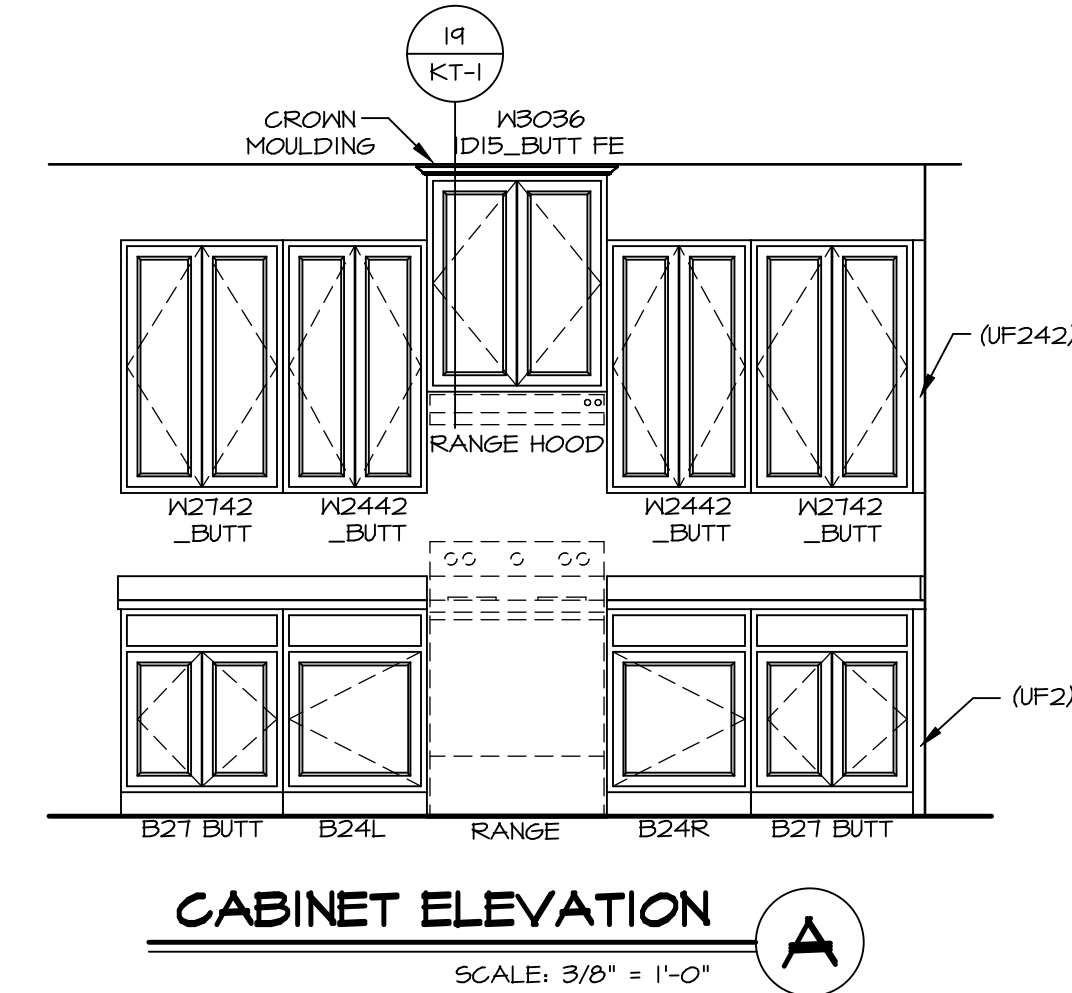 19
KT-1
CROWN
MOULDING
W3036
1D15_BUTT FE
(UF242)
RANGE HOOD
W2742
_BUTT
W2442
_BUTT
W2442
_BUTT
W2742
_BUTT
(UF2)
B27 BUTT
B24L
RANGE
B24R
B27 BUTT
CABINET ELEVATION
A
SCALE: 3/8" = 1'-0"